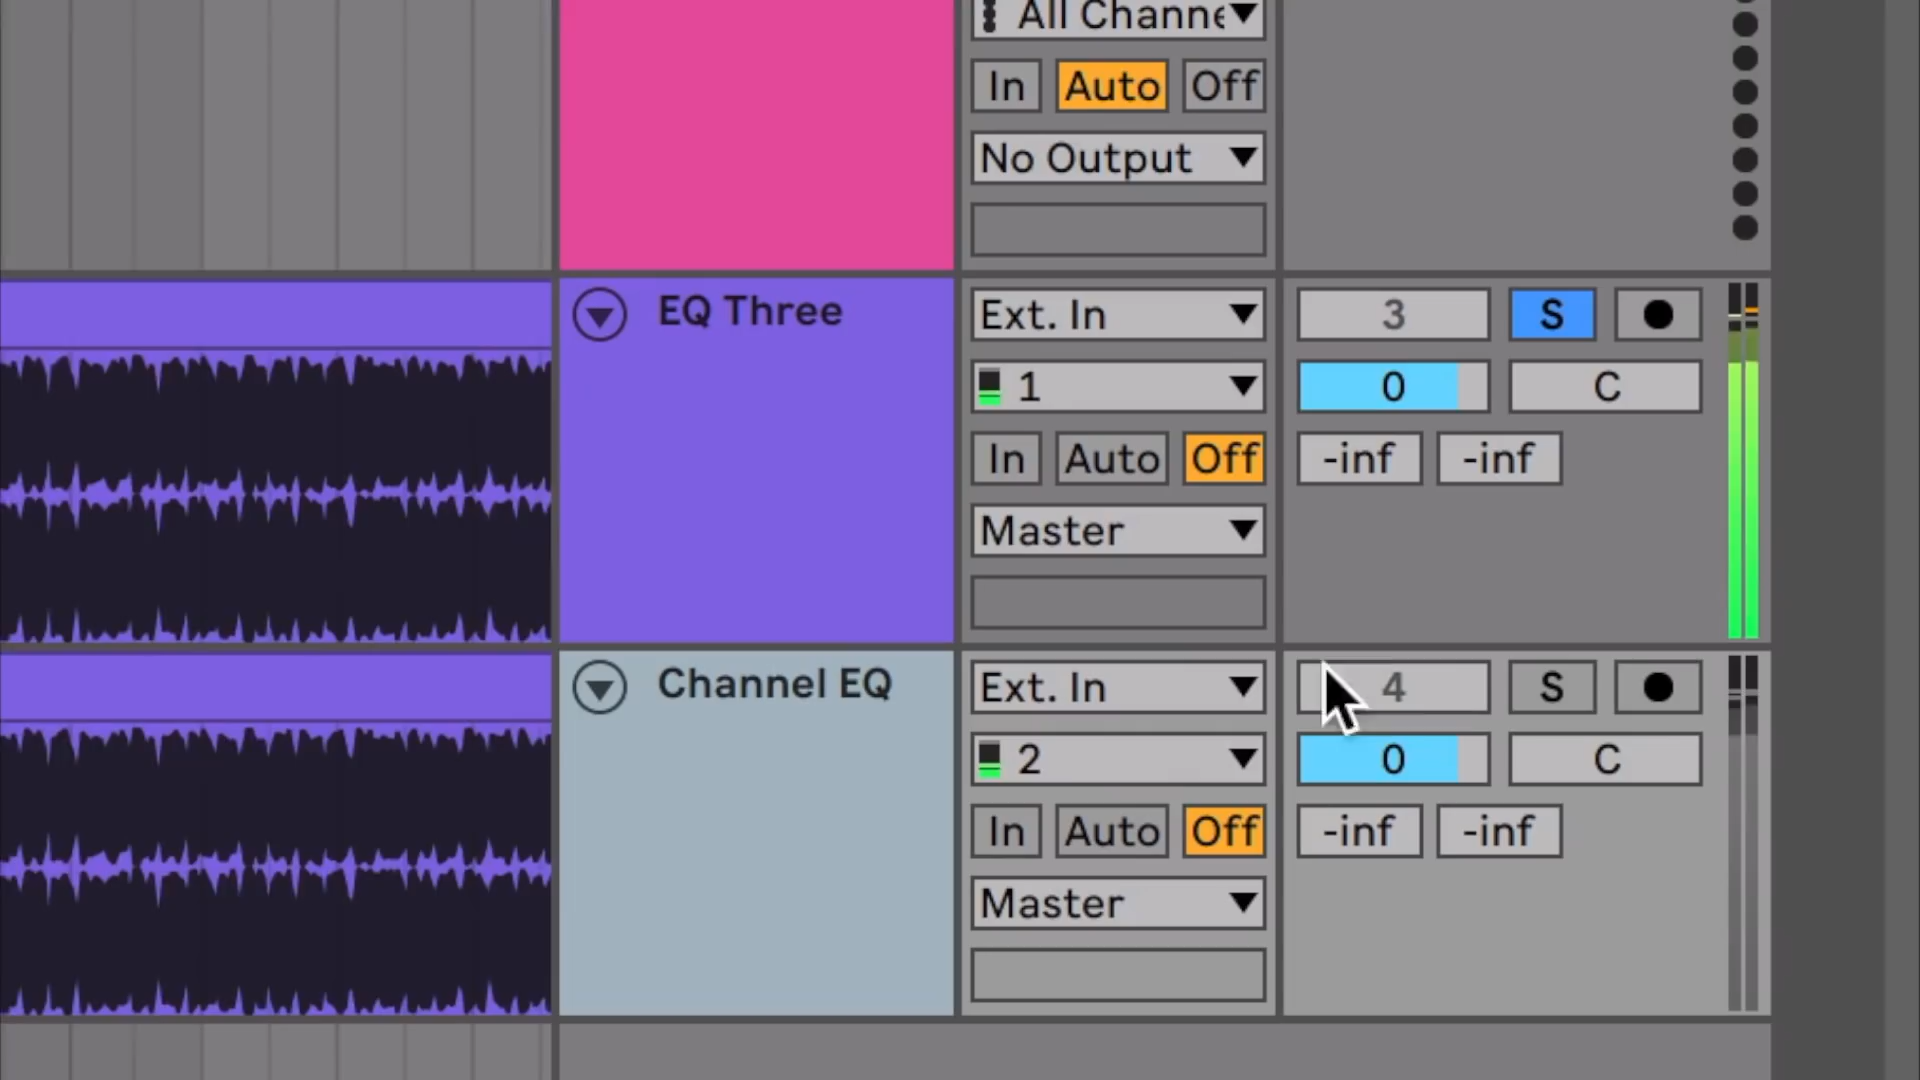 All Channe
In Auto Off
No Output
EQ Three
Ext. In
3 S
1
0 C
In Auto Off
-inf -inf
Master
Channel EQ
Ext. In
4 S
2
0 C
In Auto Off
-inf -inf
Master